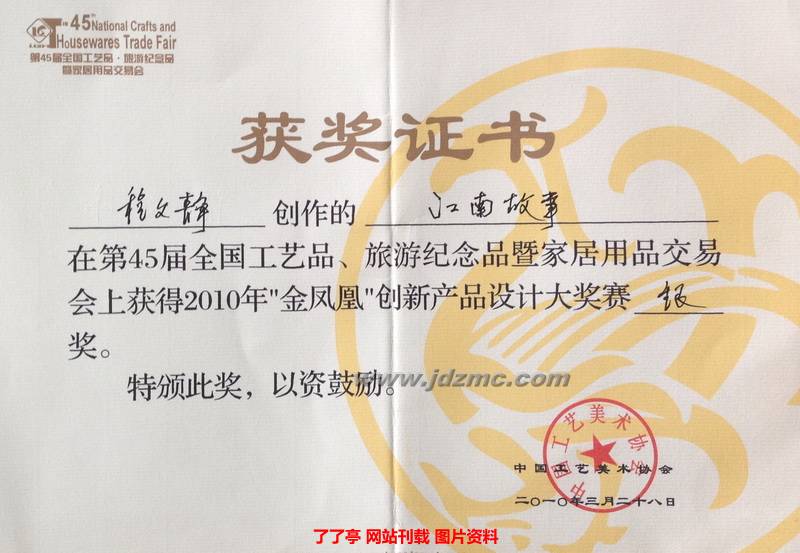 The 45th National Crafts and
Housewares Trade Fair
第45届全国工艺品·旅游纪念品
暨家居用品交易会
获奖证书
程文静 创作的 江南故事
在第45届全国工艺品、旅游纪念品暨家居用品交易
会上获得2010年"金凤凰"创新产品设计大奖赛 银
奖。
特颁此奖，以资鼓励。
www.jdzmc.com
中国工艺美术协会
中国工艺美术协会
二〇一〇年三月二十八日
了了亭 网站刊载 图片资料